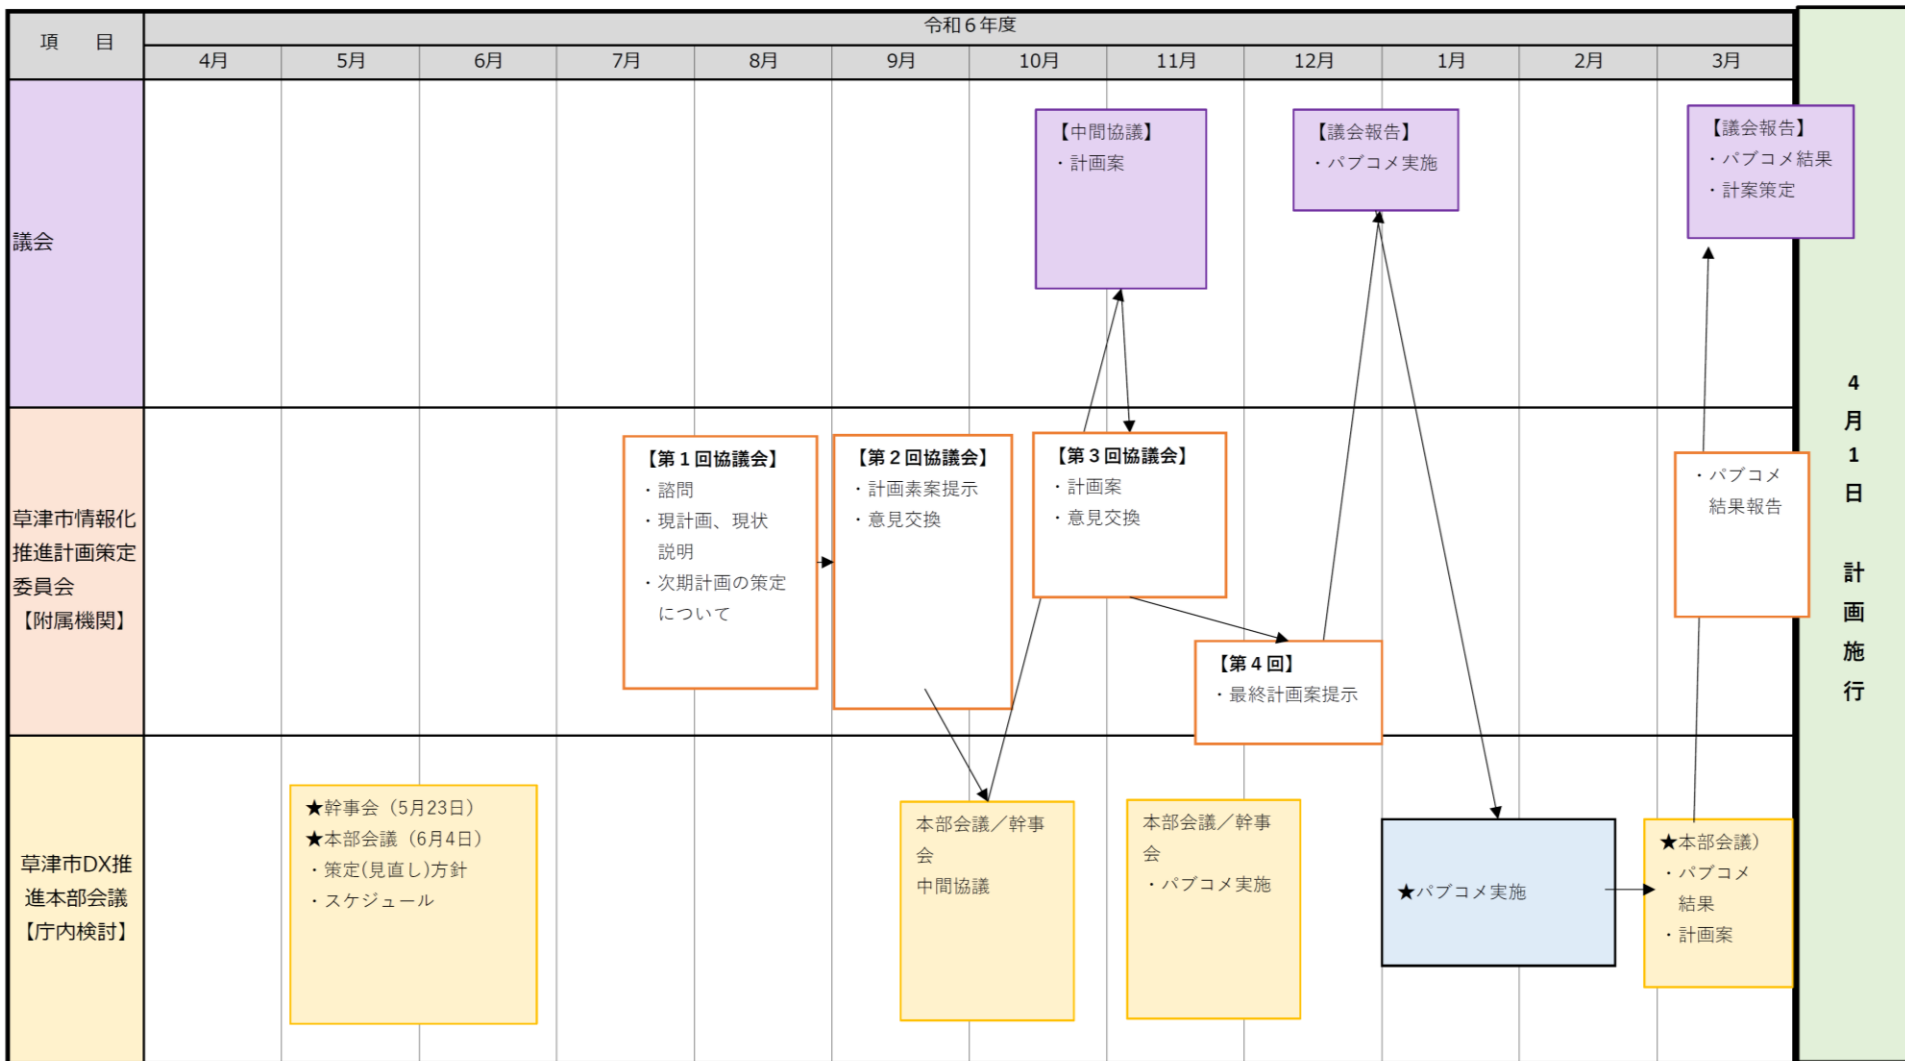 項　目
令和６年度
4月
5月
6月
7月
8月
9月
10月
11月
12月
1月
2月
3月
議会
【中間協議】
・計画案
【議会報告】
・パブコメ実施
【議会報告】
・パブコメ結果
・計案策定
草津市情報化
推進計画策定
委員会
【附属機関】
【第１回協議会】
・諮問
・現計画、現状
説明
・次期計画の策定
について
【第２回協議会】
・計画素案提示
・意見交換
【第３回協議会】
・計画案
・意見交換
【第４回】
・最終計画案提示
・パブコメ
結果報告
草津市DX推
進本部会議
【庁内検討】
★幹事会（5月23日）
★本部会議（6月4日）
・策定(見直し)方針
・スケジュール
本部会議／幹事
会
中間協議
本部会議／幹事
会
・パブコメ実施
★パブコメ実施
★本部会議）
・パブコメ
結果
・計画案
４月１日　計画施行